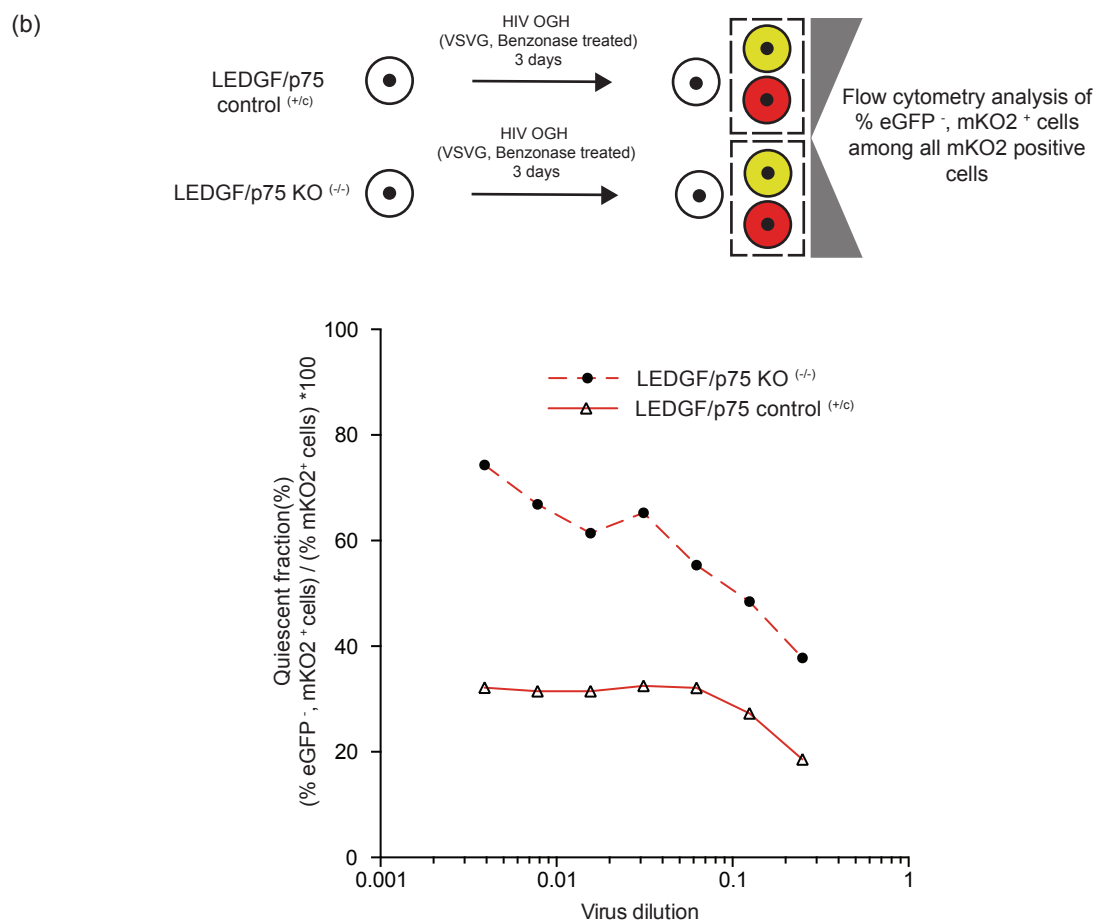 (b)
HIV OGH
(VSVG, Benzonase treated)
3 days
LEDGF/p75
control (+/c)
HIV OGH
(VSVG, Benzonase treated)
3 days
LEDGF/p75 KO (-/-)
Flow cytometry analysis of
% eGFP -, mKO2 + cells
among all mKO2 positive
cells
Quiescent fraction(%)
(% eGFP -, mKO2 + cells) / (% mKO2+ cells) *100
100
80
60
40
20
0
LEDGF/p75 KO (-/-)
LEDGF/p75 control (+/c)
0.001 0.01 0.1 1
Virus dilution